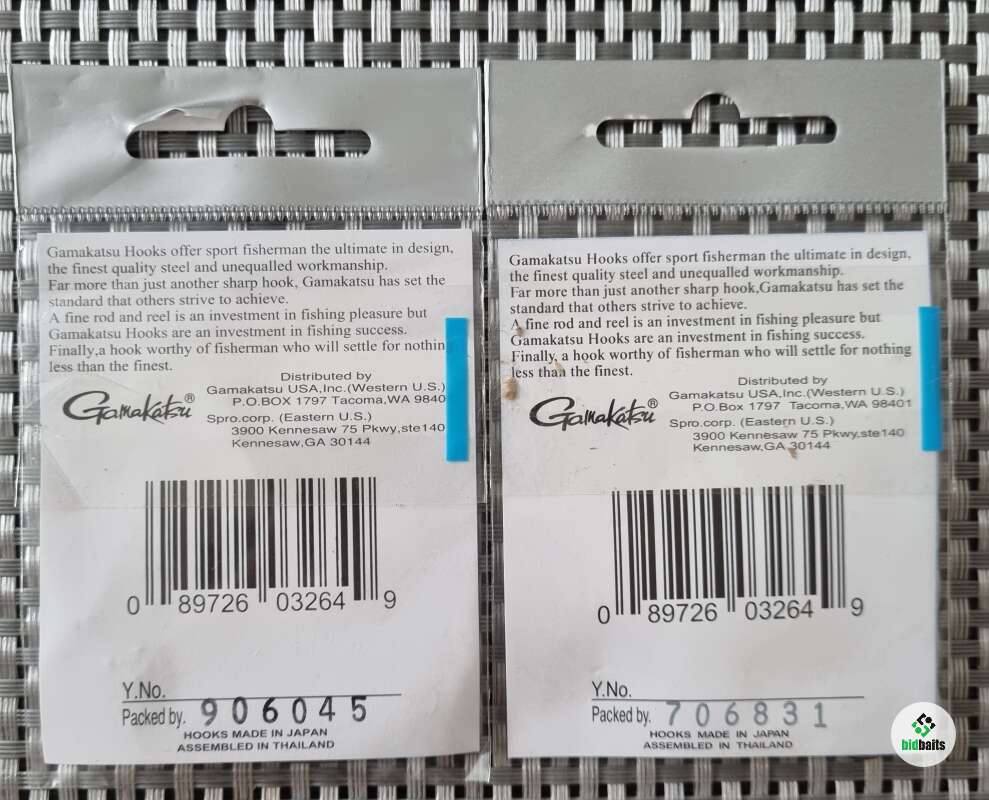 Gamakatsu Hooks offer sport fisherman the ultimate in design,
the finest quality steel and unequalled workmanship.
Far more than just another sharp hook, Gamakatsu has set the
standard that others strive to achieve.
A fine rod and reel is an investment in fishing pleasure but
Gamakatsu Hooks are an investment in fishing success.
Finally,a hook worthy of fisherman who will settle for nothin
less than the finest.
Gamakatsu®
Distributed by
Gamakatsu USA,Inc.(Western U.S.)
P.O.BOX 1797 Tacoma,WA 9840
Spro.corp. (Eastern U.S.)
3900 Kennesaw 75 Pkwy,ste140
Kennesaw,GA 30144
0 89726 03264 9
Y.No.
Packed by. 906045
HOOKS MADE IN JAPAN
ASSEMBLED IN THAILAND
Gamakatsu Hooks offer sport fisherman the ultimate in design,
the finest quality steel and unequalled workmanship.
Far more than just another sharp hook,Gamakatsu has set the
standard that others strive to achieve.
A fine rod and reel is an investment in fishing pleasure but
Gamakatsu Hooks are an investment in fishing success.
Finally, a hook worthy of fisherman who will settle for nothing
less than the finest.
Gamakatsu®
Distributed by
Gamakatsu USA,Inc.(Western U.S.)
P.O.Box 1797 Tacoma,WA 98401
Spro.corp. (Eastern U.S.)
3900 Kennesaw 75 Pkwy,ste140
Kennesaw,GA 30144
0 89726 03264 9
Y.No.
Packed by. 706831
HOOKS MADE IN JAPAN
ASSEMBLED IN THAILAND
bidbaits